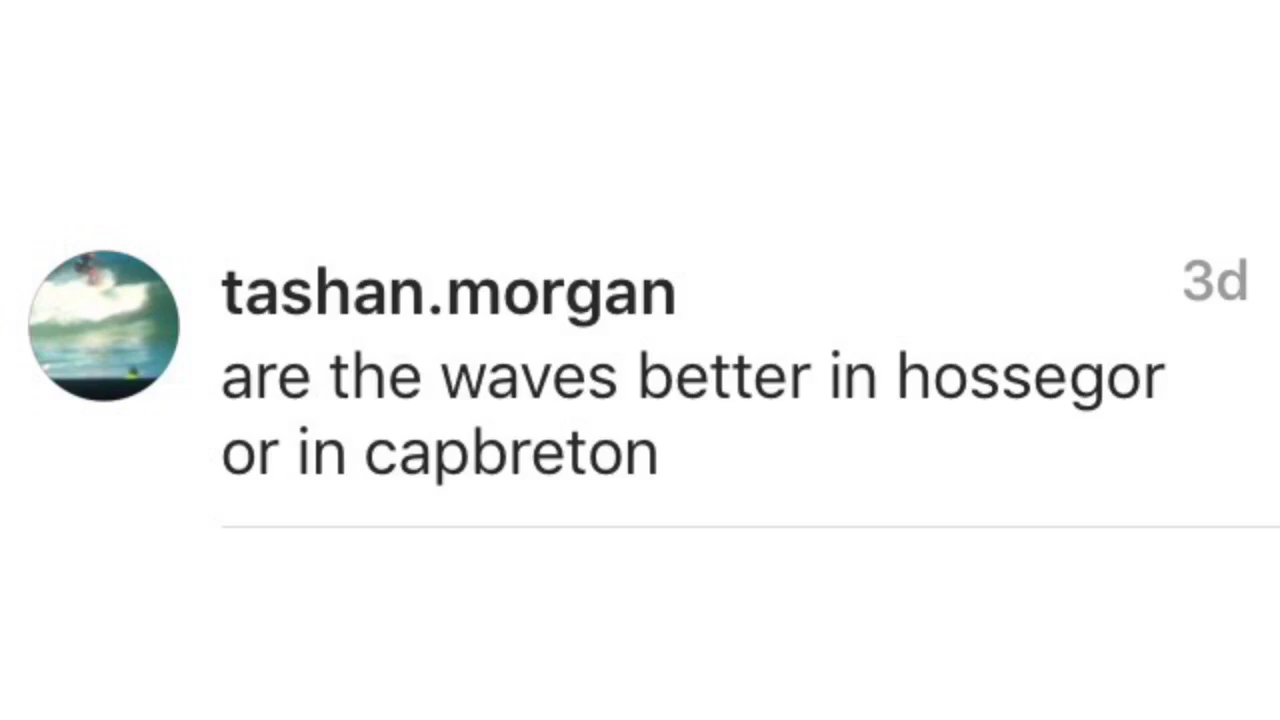 tashan.morgan
3d
are the waves better in hossegor
or in capbreton